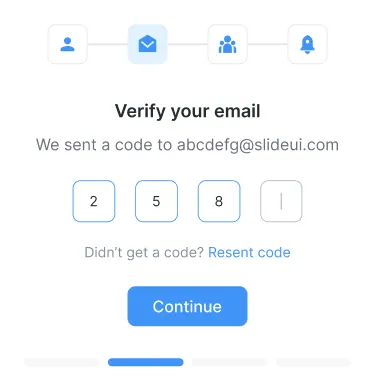 Verify your email
We sent a code to abcdefg@slideui.com
2 5 8
Didn't get a code? Resent code
Continue